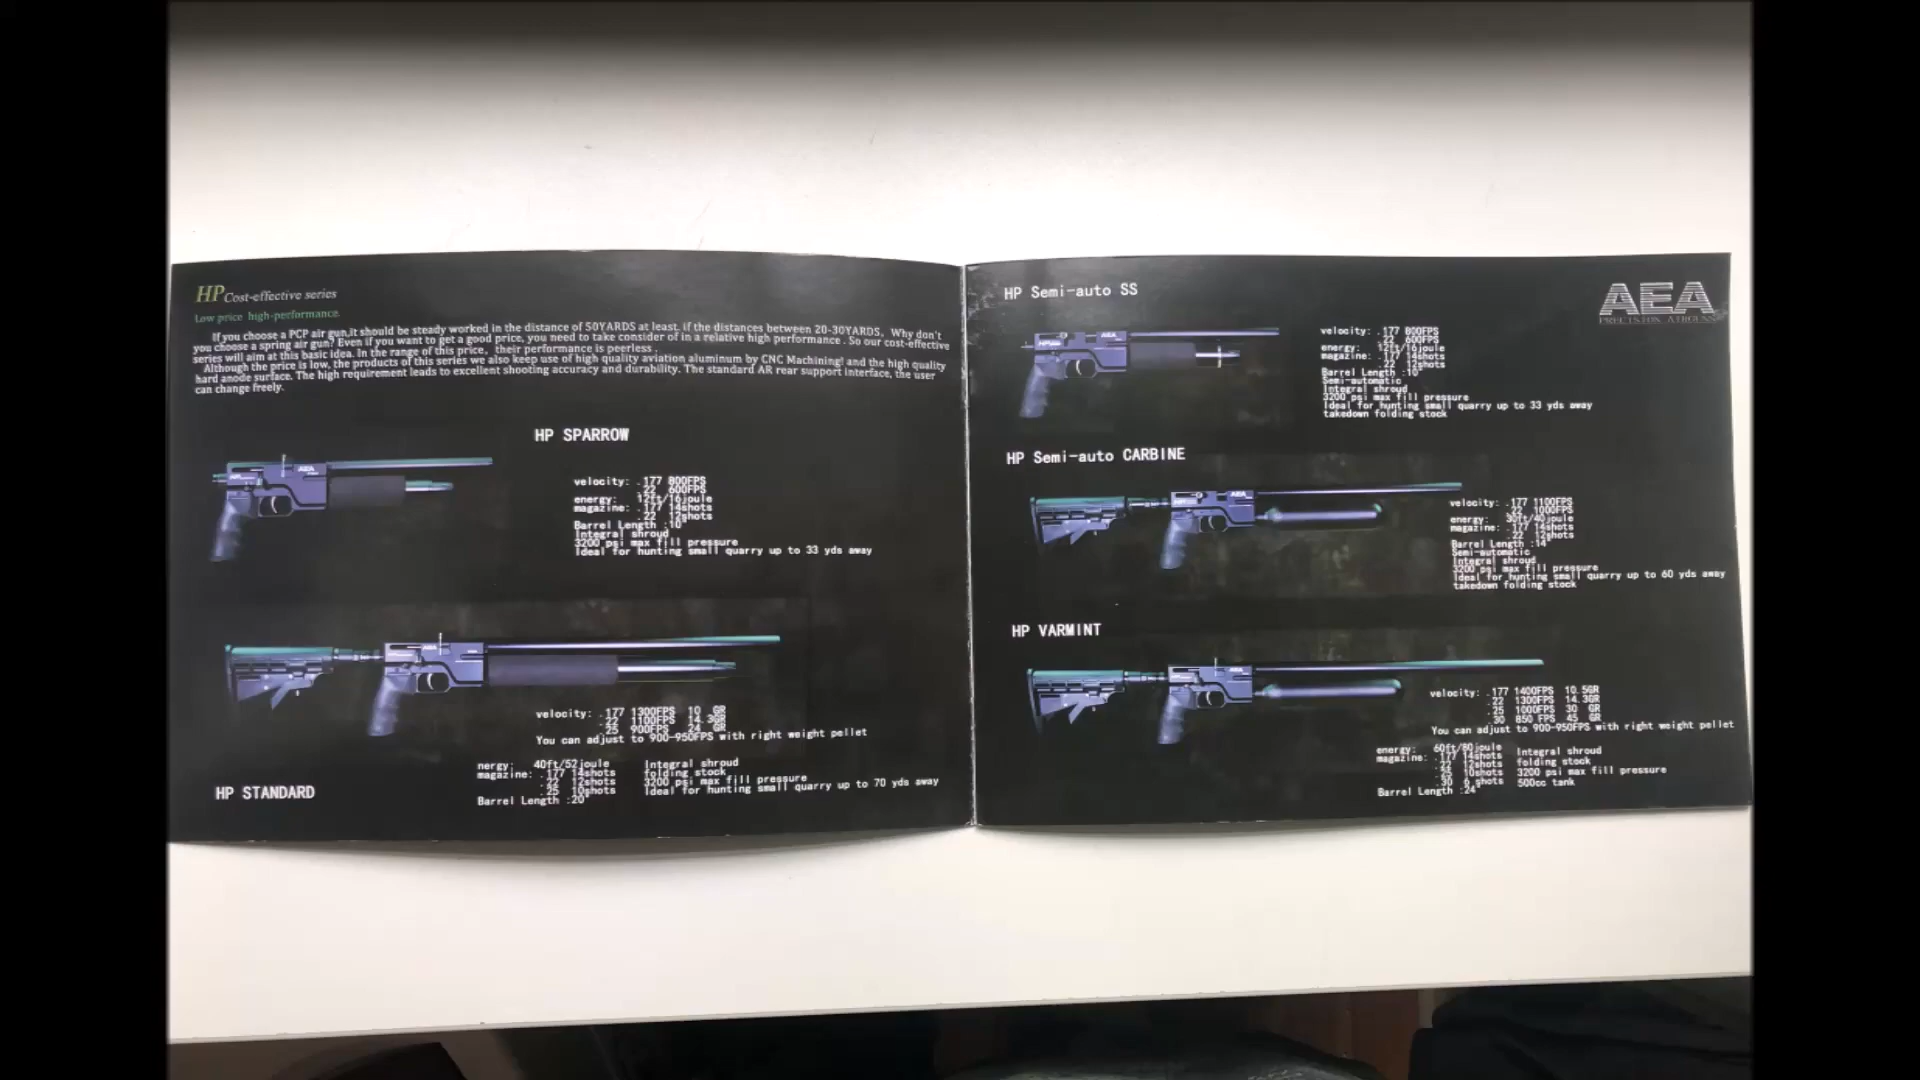 HP Cost-effective series
Low price high-performance.
If you choose a PCP air gun,it should be steady worked in the distance of 50YARDS at least. if the distances between 20-30YARDS, Why don't
you choose a spring air gun? Even if you want to get a good price, you need to take consider of in a relative high performance. So our cost-effective
series will aim at this basic idea. In the range of this price, their performance is peerless.
Although the price is low, the products of this series we also keep use of high quality aviation aluminum by CNC Machining! and the high quality
hard anode surface. The high requirement leads to excellent shooting accuracy and durability. The standard AR rear support interface, the user
can change freely.
HP SPARROW
velocity: .177 800FPS
.22 600FPS
energy: 12ft/16joule
magazine: .177 14shots
.22 12shots
Barrel Length :10"
Integral shroud
3200 psi max fill pressure
Ideal for hunting small quarry up to 33 yds away
velocity: .177 1300FPS 10 GR
.22 1100FPS 14.3GR
.25 900FPS 24 GR
You can adjust to 900-950FPS with right weight pellet
nergy: 40ft/52joule
magazine: .177 14shots
.22 12shots
.25 10shots
Barrel Length :20"
Integral shroud
folding stock
3200 psi max fill pressure
Ideal for hunting small quarry up to 70 yds away
HP STANDARD
HP Semi-auto SS
AEA
PRECISION AIRGUNS
velocity: .177 800FPS
.22 600FPS
energy: 12ft/16joule
magazine: .177 14shots
.22 12shots
Barrel Length :10"
Semi-automatic
Integral shroud
3200 psi max fill pressure
Ideal for hunting small quarry up to 33 yds away
takedown folding stock
HP Semi-auto CARBINE
velocity: .177 1100FPS
.22 1000FPS
energy: 30ft/40joule
magazine: .177 14shots
.22 12shots
Barrel Length :14"
Semi-automatic
Integral shroud
3200 psi max fill pressure
Ideal for hunting small quarry up to 60 yds away
takedown folding stock
HP VARMINT
velocity: .177 1400FPS 10.5GR
.22 1300FPS 14.3GR
.25 1000FPS 30 GR
.30 850 FPS 45 GR
You can adjust to 900-950FPS with right weight pellet
energy: 60ft/80joule
magazine: .177 14shots
.22 12shots
.25 10shots
.30 6 shots
Barrel Length :24"
Integral shroud
folding stock
3200 psi max fill pressure
500cc tank